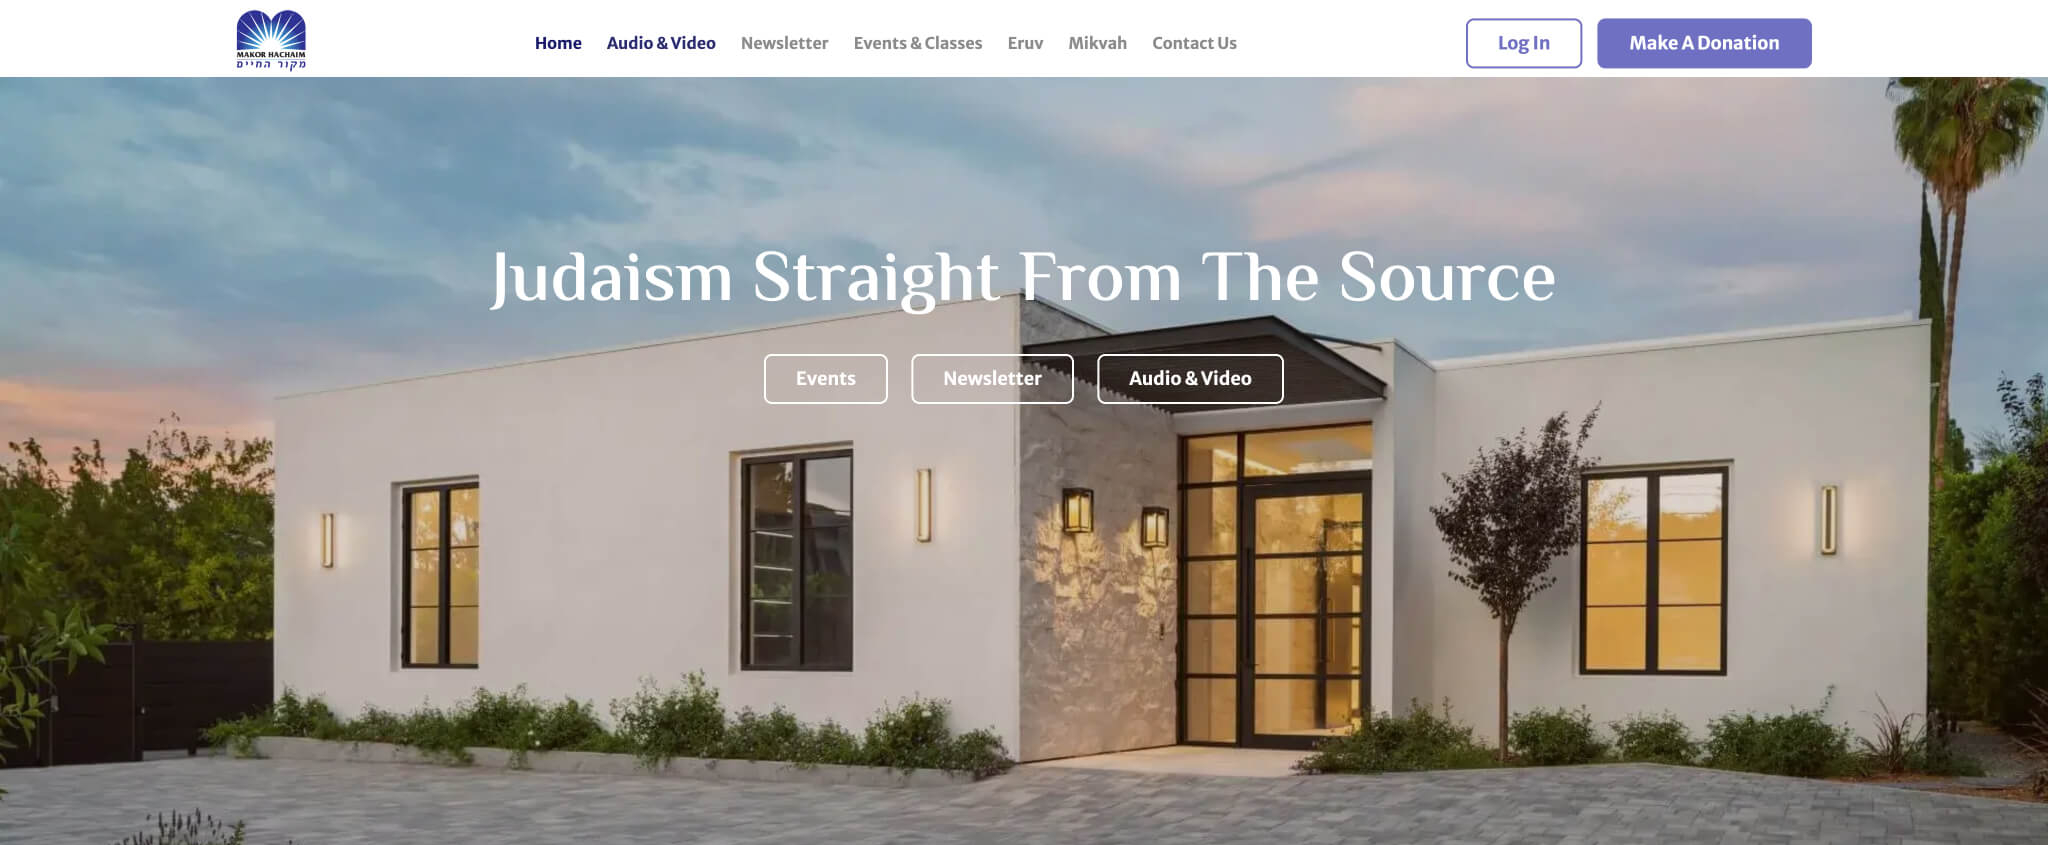 MAKOR HACHAIM
מקור החיים
Home Audio & Video Newsletter Events & Classes Eruv Mikvah Contact Us
Log In Make A Donation
Judaism Straight From The Source
Events Newsletter Audio & Video